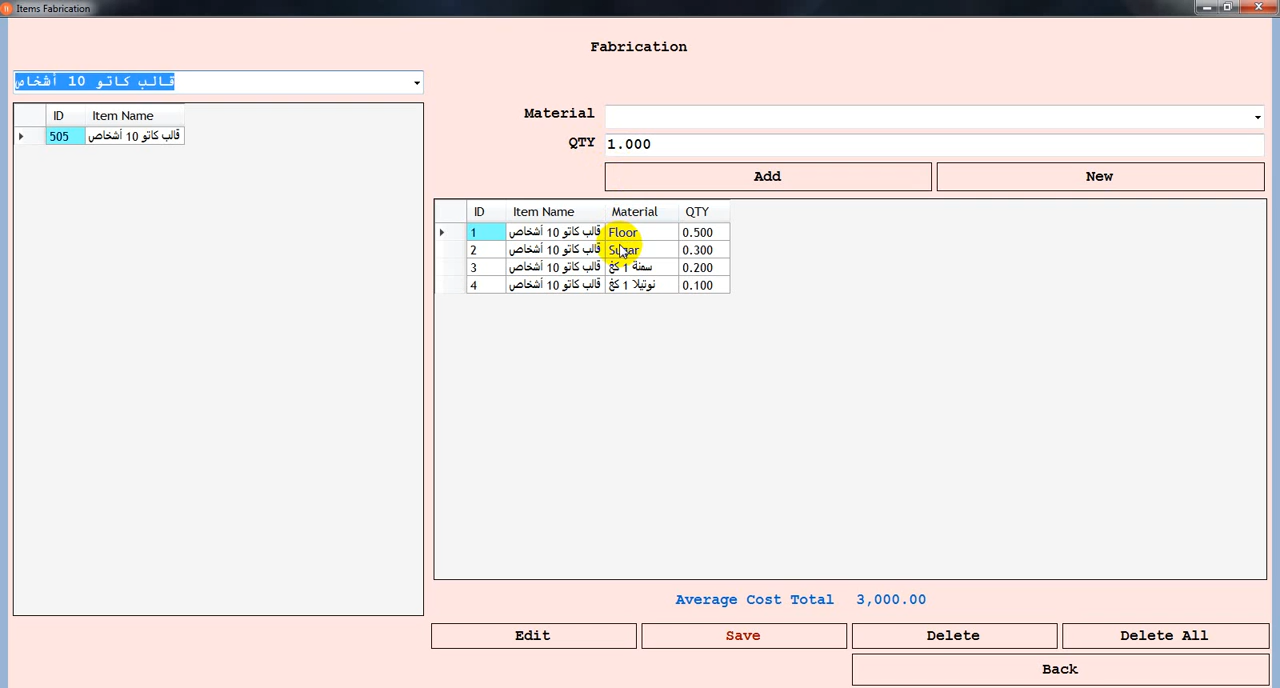 Items Fabrication
Fabrication
قالب كاتو 10 أشخاص
ID Item Name
505 قالب كاتو 10 أشخاص
Material
QTY 1.000
Add New
ID Item Name Material QTY
1 قالب كاتو 10 أشخاص Floor 0.500
2 قالب كاتو 10 أشخاص Sugar 0.300
3 قالب كاتو 10 أشخاص سمنة 1 كغ 0.200
4 قالب كاتو 10 أشخاص نوتيلا 1 كغ 0.100
Average Cost Total 3,000.00
Edit Save Delete Delete All
Back